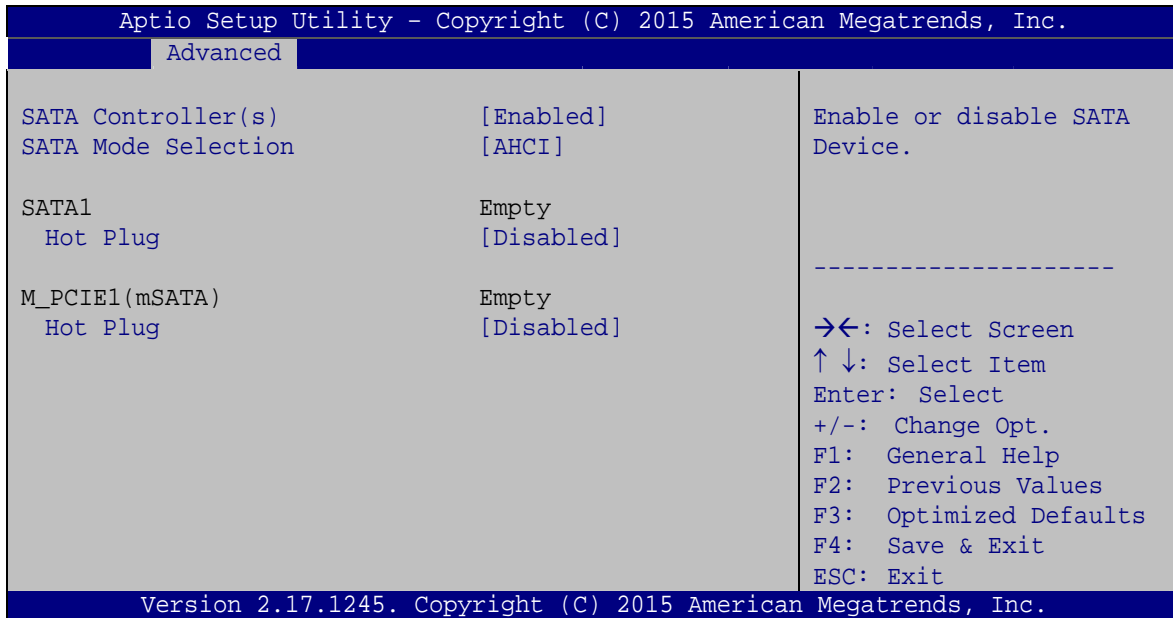 Aptio Setup Utility – Copyright (C) 2015 American Megatrends, Inc.
Advanced
SATA Controller(s) [Enabled]
SATA Mode Selection [AHCI]
SATA1 Empty
Hot Plug [Disabled]
M_PCIE1(mSATA) Empty
Hot Plug [Disabled]
Enable or disable SATA
Device.
---------------------
→←: Select Screen
↑ ↓: Select Item
Enter: Select
+/-: Change Opt.
F1: General Help
F2: Previous Values
F3: Optimized Defaults
F4: Save & Exit
ESC: Exit
Version 2.17.1245. Copyright (C) 2015 American Megatrends, Inc.